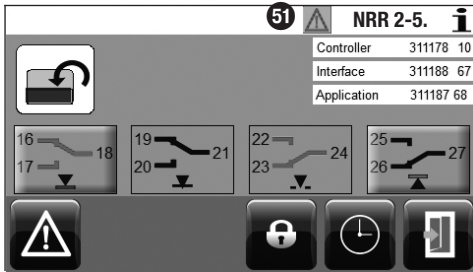 51 NRR 2-5. i
Controller 311178 10
Interface 311188 67
Application 311187 68
16 17 18
19 20 21
22 23 24
25 26 27